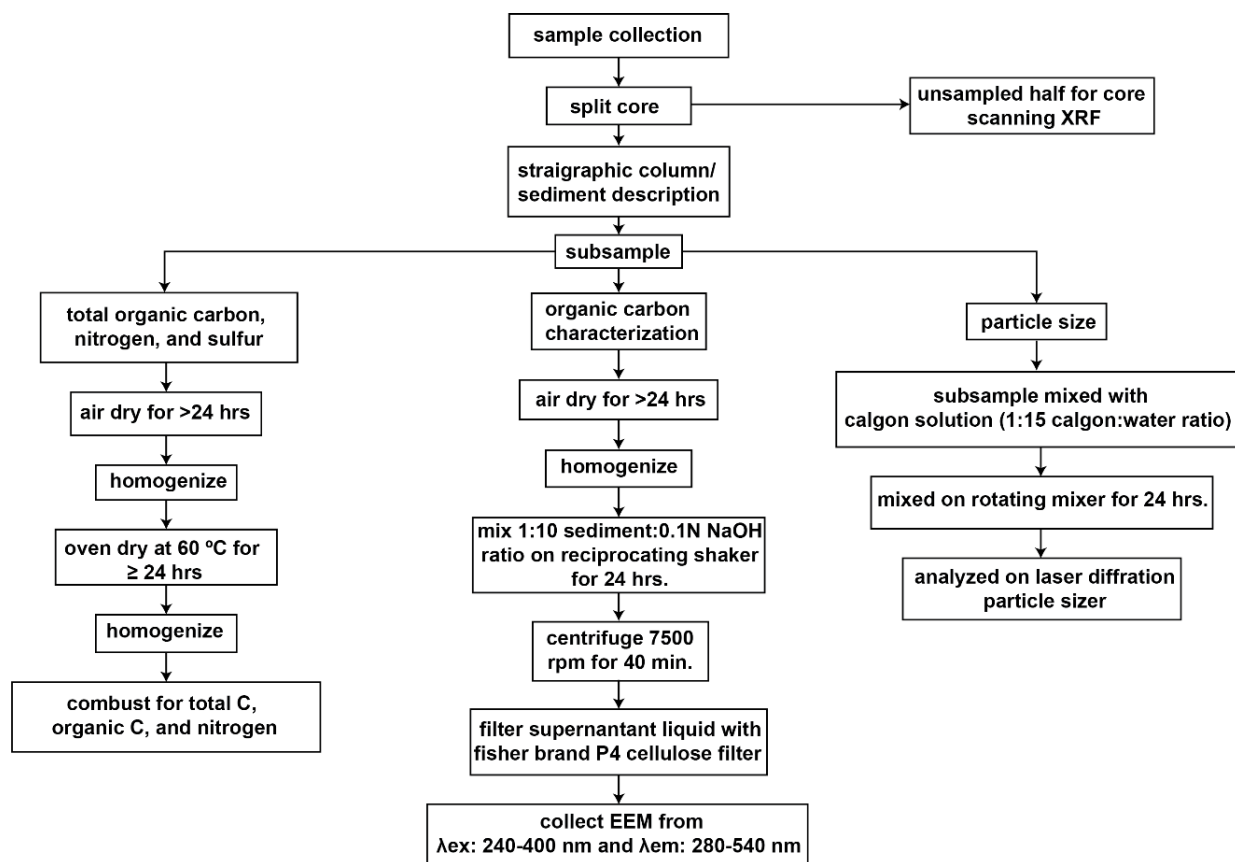 sample collection
split core
unsampled half for core
scanning XRF
straigraphic column/
sediment description
subsample
total organic carbon,
nitrogen, and sulfur
air dry for >24 hrs
homogenize
oven dry at 60 ºC for
≥ 24 hrs
homogenize
combust for total C,
organic C, and nitrogen
organic carbon
characterization
air dry for >24 hrs
homogenize
mix 1:10 sediment:0.1N NaOH
ratio on reciprocating shaker
for 24 hrs.
centrifuge 7500
rpm for 40 min.
filter supernantant liquid with
fisher brand P4 cellulose filter
collect EEM from
λex: 240-400 nm and λem: 280-540 nm
particle size
subsample mixed with
calgon solution (1:15 calgon:water ratio)
mixed on rotating mixer for 24 hrs.
analyzed on laser diffration
particle sizer